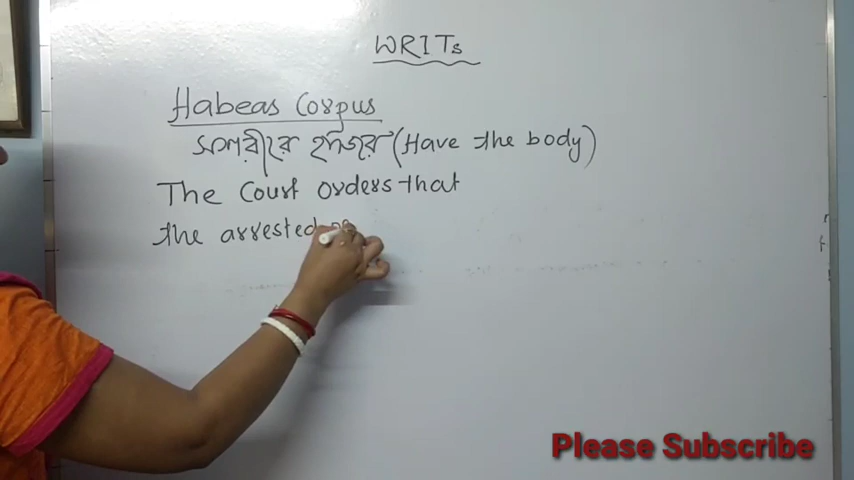 WRITs
Habeas Corpus
সশরীরে হাজির (Have the body)
The Court orders that
the arrested
Please Subscribe